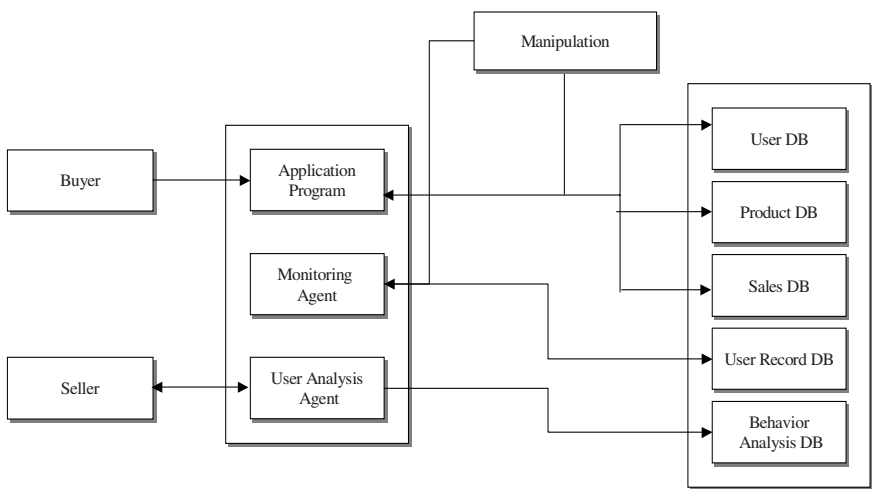 Manipulation
User DB
Buyer
Application
Program
Product DB
Monitoring
Agent
Sales DB
User Record DB
Seller
User Analysis
Agent
Behavior
Analysis DB